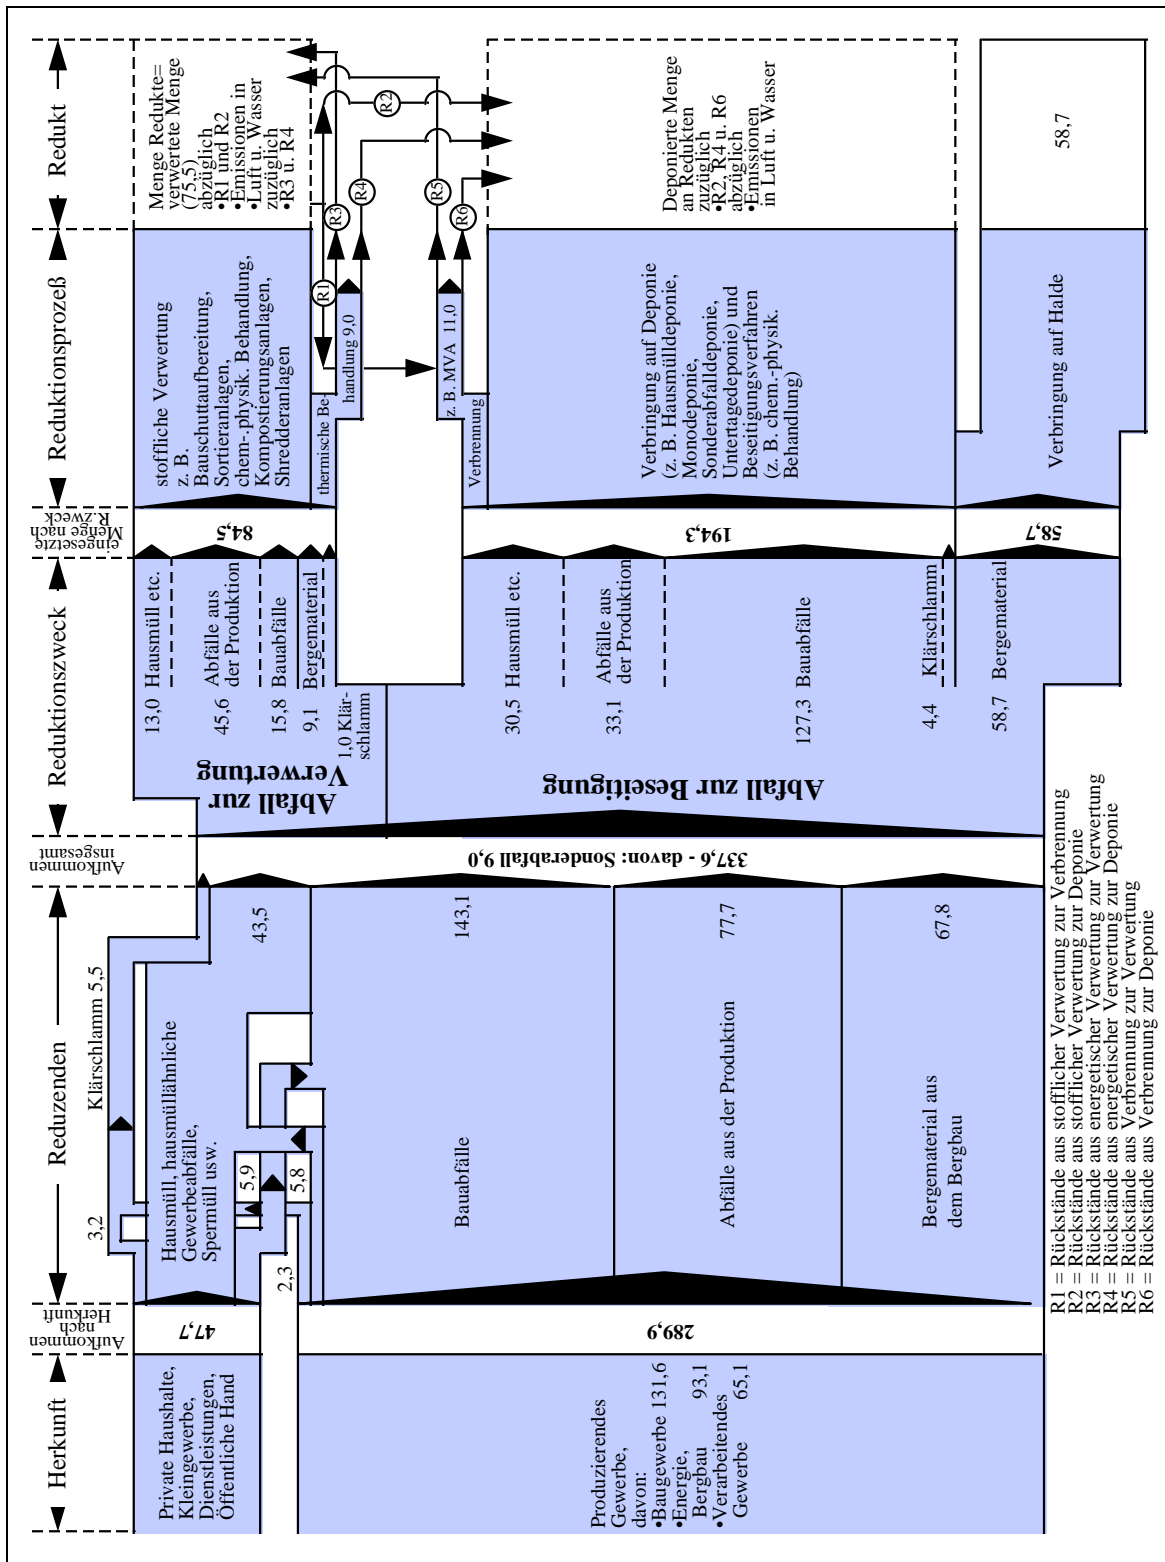 Herkunft
Reduzenden
Reduktionszweck
Reduktionsprozeß
Redukt
Aufkommen
nach
Herkunft
Aufkommen
insgesamt
eingesetzte
Menge nach
R.zweck
Private Haushalte,
Kleingewerbe,
Dienstleistungen,
Öffentliche Hand
Produzierendes
Gewerbe,
davon:
•Baugewerbe 131,6
•Energie,
Bergbau 93,1
•Verarbeitendes
Gewerbe 65,1
47,7
289,9
3,2
Klärschlamm 5,5
Hausmüll, hausmüllähnliche
Gewerbeabfälle,
Spermüll usw.
5,9
5,8
2,3
43,5
Bauabfälle
143,1
Abfälle aus der Produktion
77,7
Bergematerial aus
dem Bergbau
67,8
337,6 - davon: Sonderabfall 9,0
Abfall zur
Verwertung
13,0 Hausmüll etc.
45,6
Abfälle aus
der Produktion
15,8 Bauabfälle
9,1 Bergematerial
1,0 Klär-
schlamm
Abfall zur Beseitigung
30,5 Hausmüll etc.
33,1
Abfälle aus
der Produktion
127,3 Bauabfälle
4,4 Klärschlamm
58,7 Bergematerial
84,5
194,3
58,7
stoffliche Verwertung
z. B.
Bauschuttaufbereitung,
Sortieranlagen,
chem-.physik. Behandlung,
Kompostierungsanlagen,
Shredderanlagen
thermische Be-
handlung 9,0
z. B. MVA 11,0
Verbrennung
Verbringung auf Deponie
(z. B. Hausmülldeponie,
Monodeponie,
Sonderabfalldeponie,
Untertagedeponie) und
Beseitigungsverfahren
(z. B. chem.-physik.
Behandlung)
Verbringung auf Halde
Menge Redukte=
verwertete Menge
(75,5)
abzüglich
•R1 und R2
•Emissionen in
•Luft u. Wasser
zuzüglich
•R3 u. R4
R1
R2
R3
R4
R5
R6
Deponierte Menge
an Redukten
zuzüglich
•R2, R4 u. R6
abzüglich
•Emissionen
in Luft u. Wasser
58,7
R1 = Rückstände aus stofflicher Verwertung zur Verbrennung
R2 = Rückstände aus stofflicher Verwertung zur Deponie
R3 = Rückstände aus energetischer Verwertung zur Verwertung
R4 = Rückstände aus energetischer Verwertung zur Deponie
R5 = Rückstände aus Verbrennung zur Verwertung
R6 = Rückstände aus Verbrennung zur Deponie